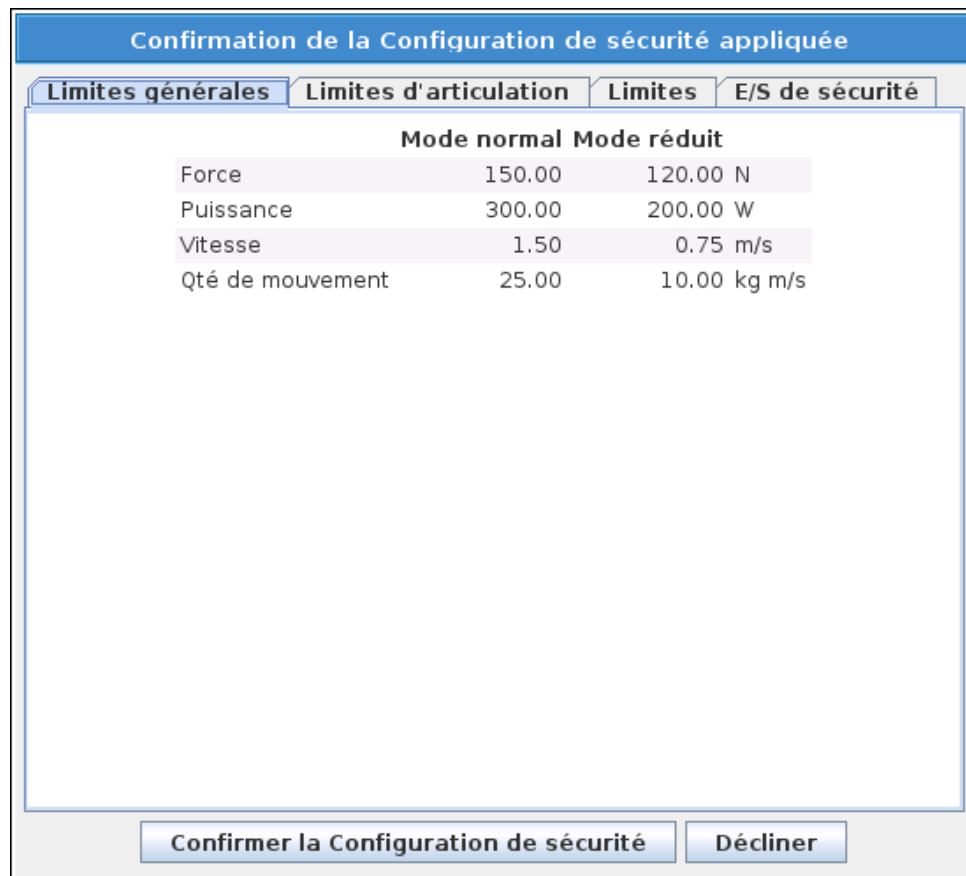 Confirmation de la Configuration de sécurité appliquée
Limites générales Limites d'articulation Limites E/S de sécurité
Mode normal Mode réduit
Force 150.00 120.00 N
Puissance 300.00 200.00 W
Vitesse 1.50 0.75 m/s
Qté de mouvement 25.00 10.00 kg m/s
Confirmer la Configuration de sécurité Décliner